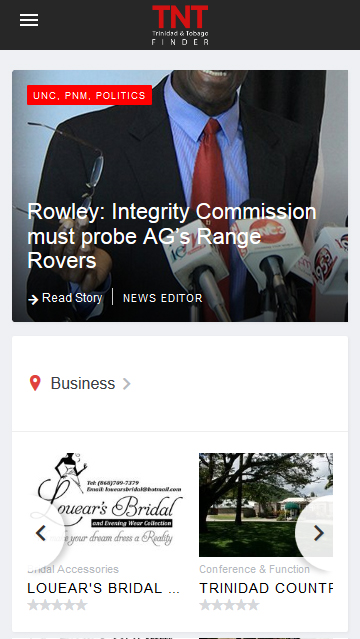 TNT
Trinidad & Tobago
FINDER
UNC, PNM, POLITICS
Rowley: Integrity Commission
must probe AG's Range
Rovers
Read Story
NEWS EDITOR
Business
Tel: (868)709-7379
Email: louearsbridal@hotmail.com
Louear's Bridal
and Evening Wear Collection
Make your dream dress a Reality
Bridal Accessories
LOUEAR'S BRIDAL ...
Conference & Function
TRINIDAD COUNTR